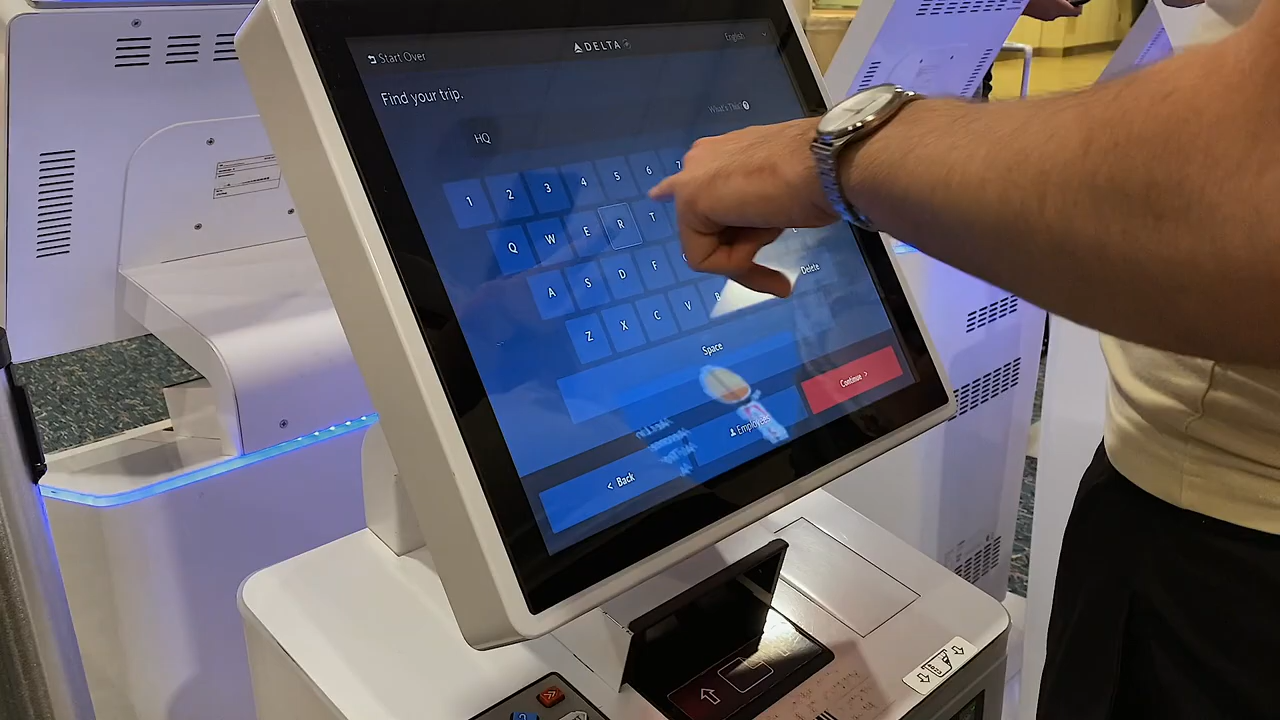 Start Over
DELTA
English
Find your trip.
What's This?
HQ
1 2 3 4 5 6 7
Q W E R T
A S D F
Z X C V B
Delete
Space
Continue >
Employees
< Back